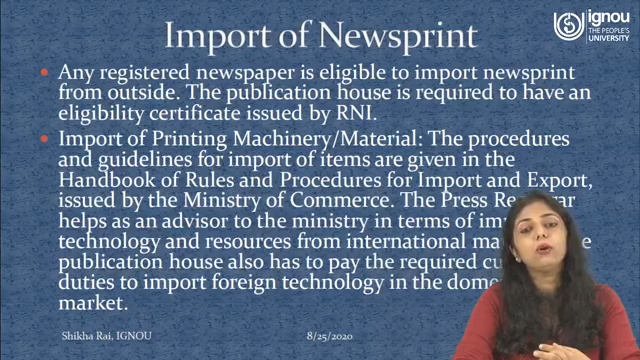 Import of Newsprint
ignou
THE PEOPLE'S
UNIVERSITY
• Any registered newspaper is eligible to import newsprint
from outside. The publication house is required to have an
eligibility certificate issued by RNI.
• Import of Printing Machinery/Material: The procedures
and guidelines for import of items are given in the
Handbook of Rules and Procedures for Import and Export,
issued by the Ministry of Commerce. The Press
helps as an advisor to the ministry in terms of
technology and resources from international
publication house also has to pay the required
duties to import foreign technology in the
market.
Shikha Rai, IGNOU
8/25/2020